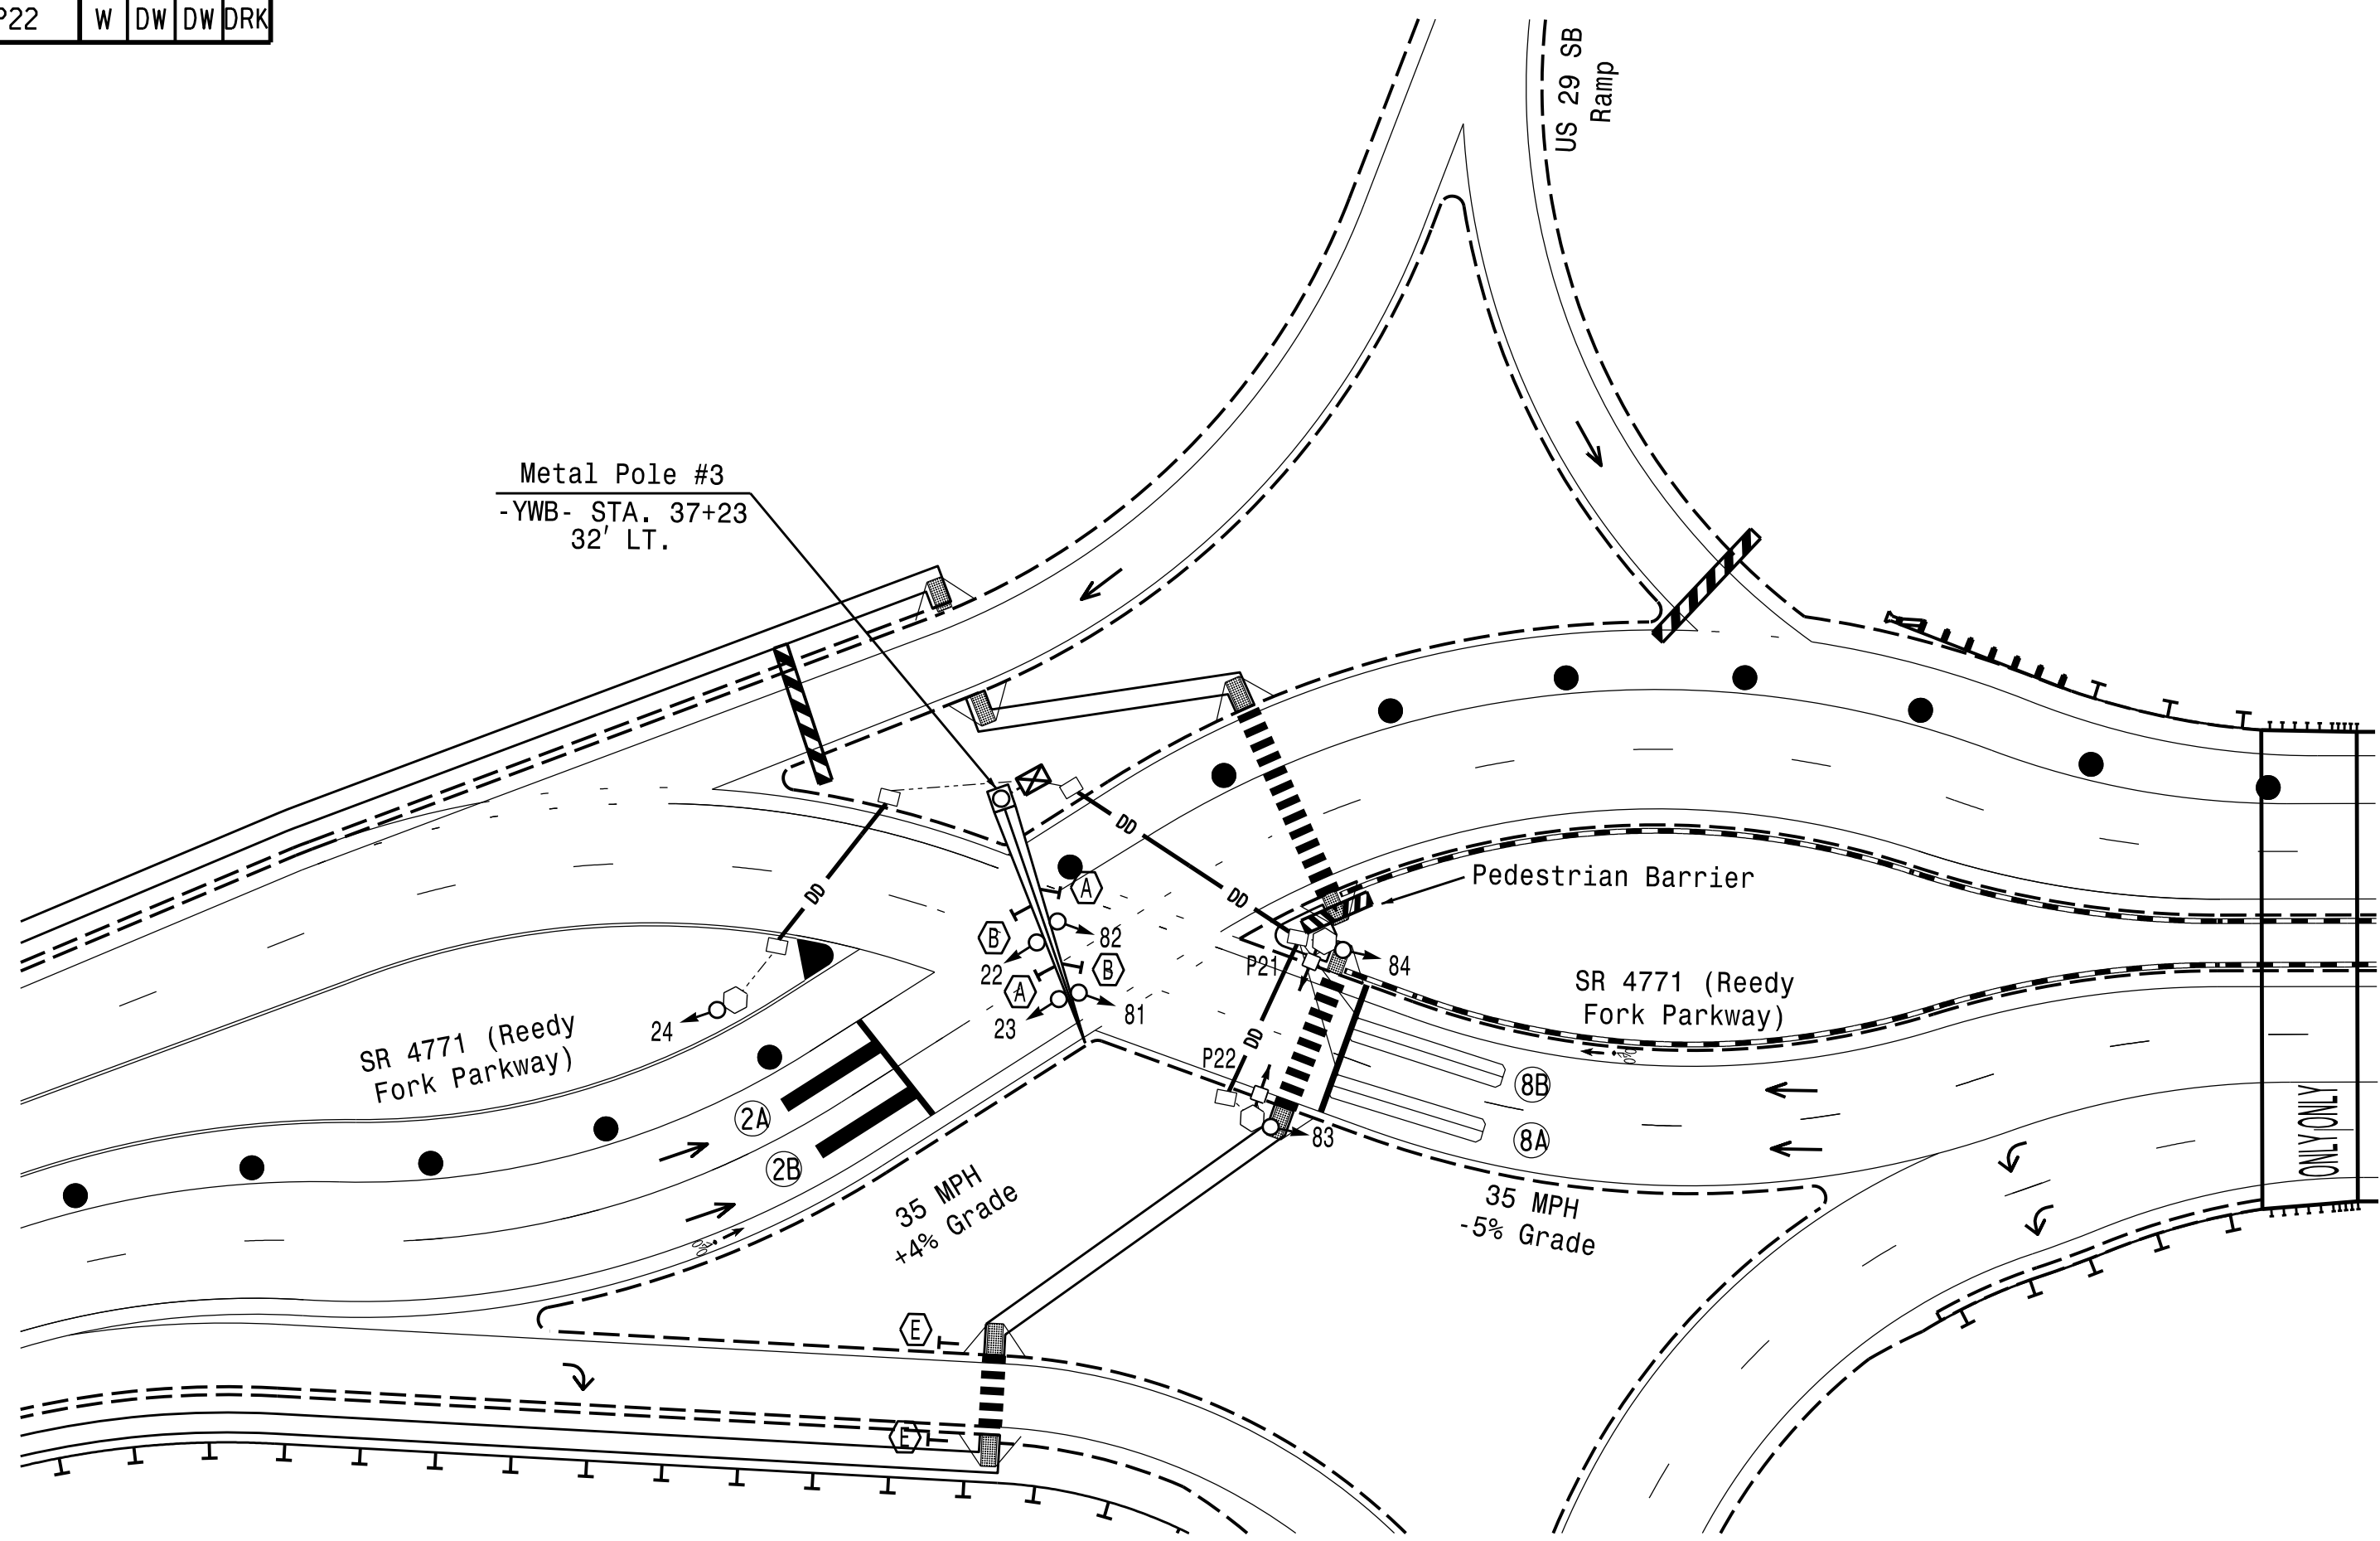 P22 W DW DW DRK
US 29 SB
Ramp
Metal Pole #3
-YWB- STA. 37+23
32' LT.
DD
DD
DD
DD
Pedestrian Barrier
A
B
82
22
B
A
81
23
24
P21
84
SR 4771 (Reedy
Fork Parkway)
SR 4771 (Reedy
Fork Parkway)
P22
83
8B
8A
2A
2B
ONLY ONLY
35 MPH
+4% Grade
35 MPH
-5% Grade
E
E